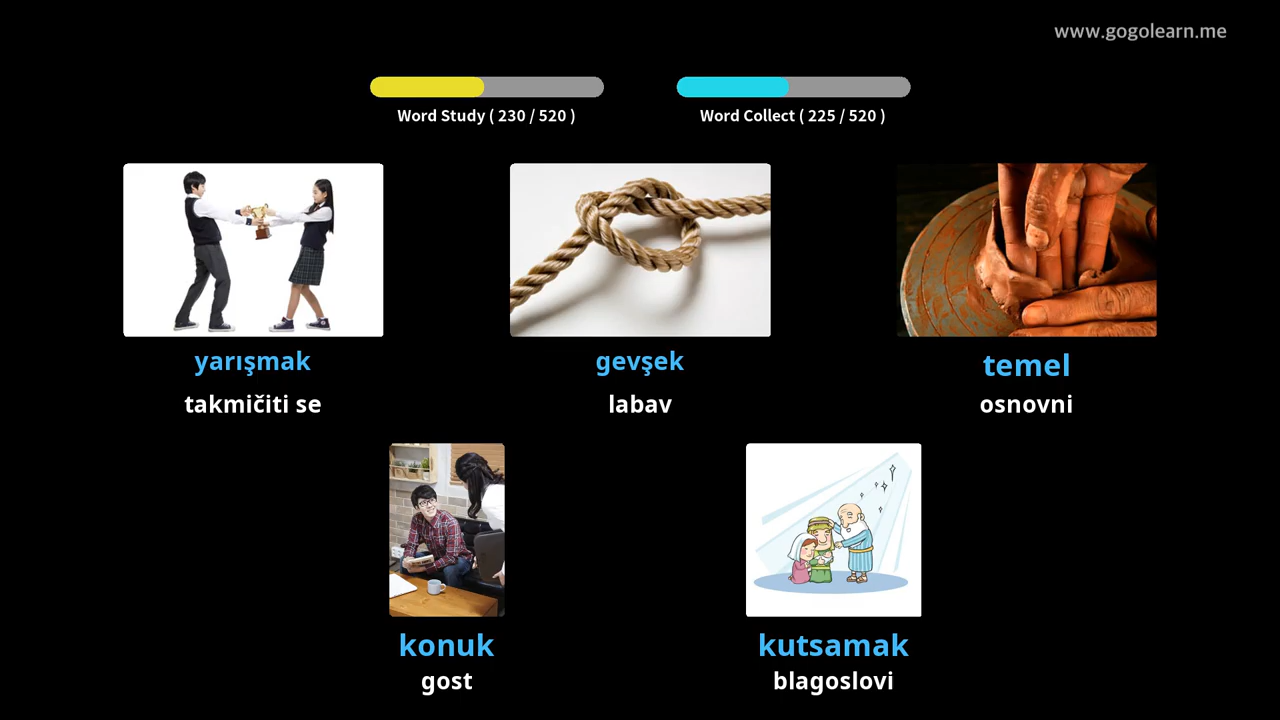 www.gogolearn.me
Word Study ( 230 / 520 )
Word Collect ( 225 / 520 )
yarışmak
gevşek
temel
takmičiti se
labav
osnovni
konuk
kutsamak
gost
blagoslovi